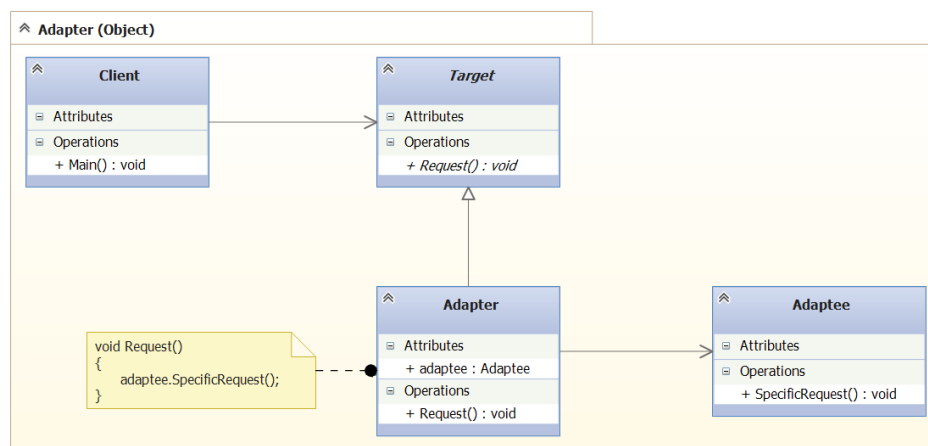 Adapter (Object)
Client
Attributes
Operations
+ Main() : void
Target
Attributes
Operations
+ Request() : void
Adapter
Attributes
+ adaptee : Adaptee
Operations
+ Request() : void
Adaptee
Attributes
Operations
+ SpecificRequest() : void
void Request()
{
adaptee.SpecificRequest();
}